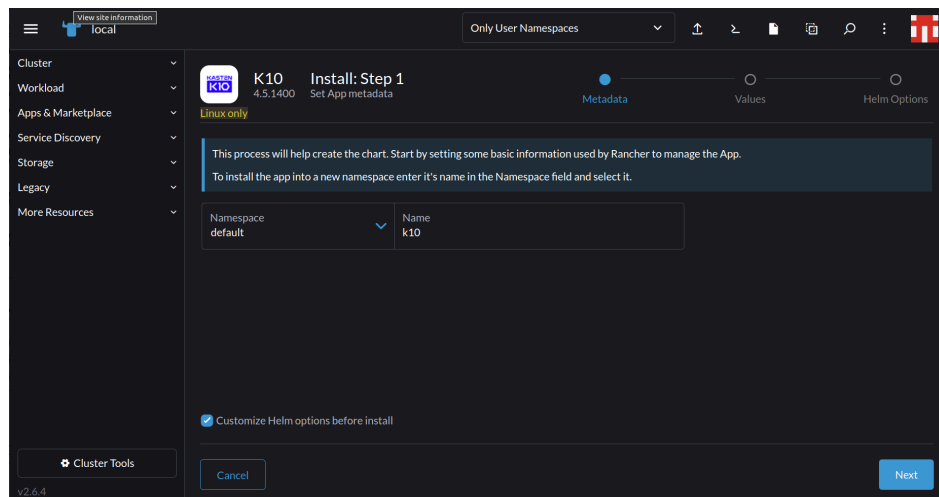 View site information
local
Only User Namespaces
Cluster
Workload
Apps & Marketplace
Service Discovery
Storage
Legacy
More Resources
Cluster Tools
v2.6.4
KASTEN
K10
K10
4.5.1400
Linux only
Install: Step 1
Set App metadata
Metadata
Values
Helm Options
This process will help create the chart. Start by setting some basic information used by Rancher to manage the App.
To install the app into a new namespace enter it's name in the Namespace field and select it.
Namespace
default
Name
k10
Customize Helm options before install
Cancel
Next